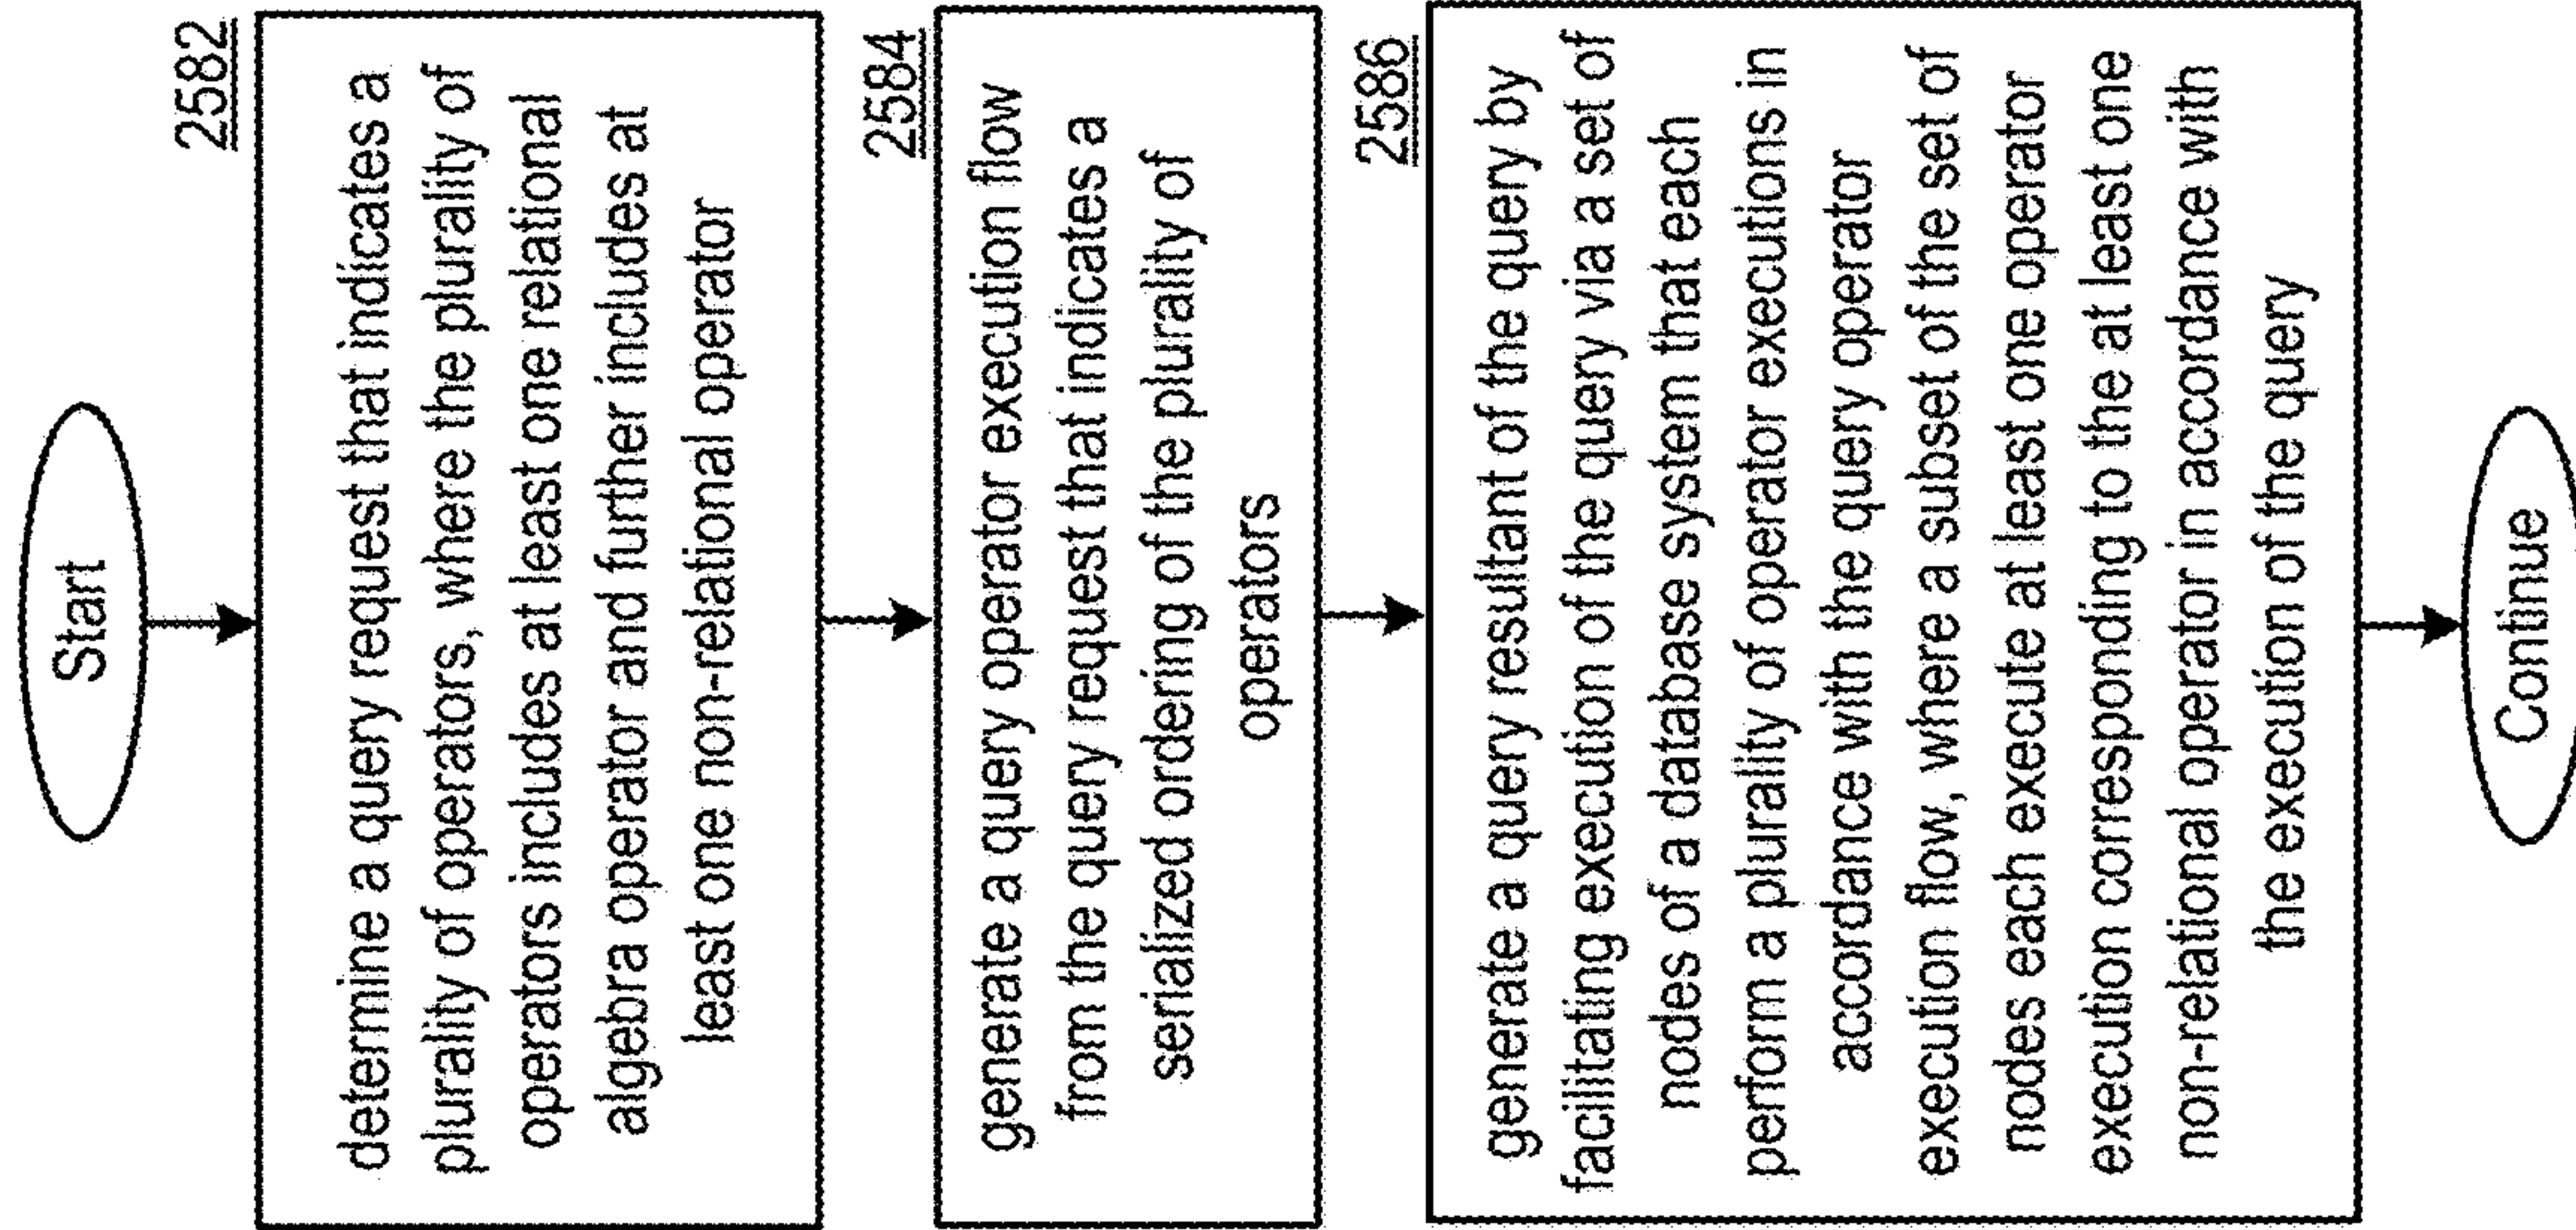 Start
2582
determine a query request that indicates a
plurality of operators, where the plurality of
operators includes at least one relational
algebra operator and further includes at
least one non-relational operator
2584
generate a query operator execution flow
from the query request that indicates a
serialized ordering of the plurality of
operators
2586
generate a query resultant of the query by
facilitating execution of the query via a set of
nodes of a database system that each
perform a plurality of operator executions in
accordance with the query operator
execution flow, where a subset of the set of
nodes each execute at least one operator
execution corresponding to the at least one
non-relational operator in accordance with
the execution of the query
Continue